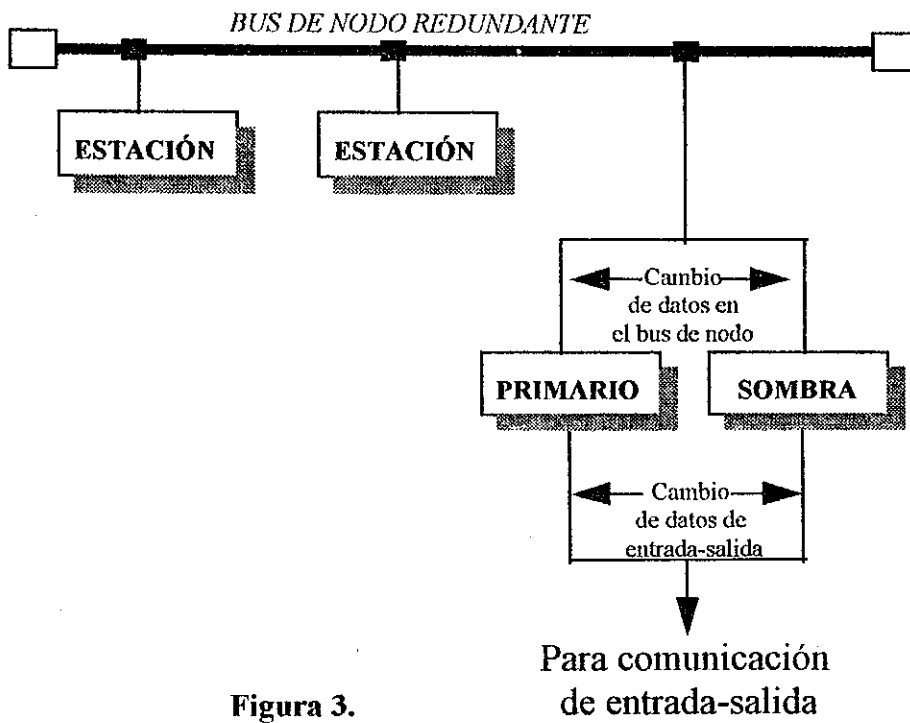 BUS DE NODO REDUNDANTE
ESTACIÓN
ESTACIÓN
Cambio
de datos en
el bus de nodo
PRIMARIO
SOMBRA
Cambio
de datos de
entrada-salida
Para comunicación
de entrada-salida
Figura 3.